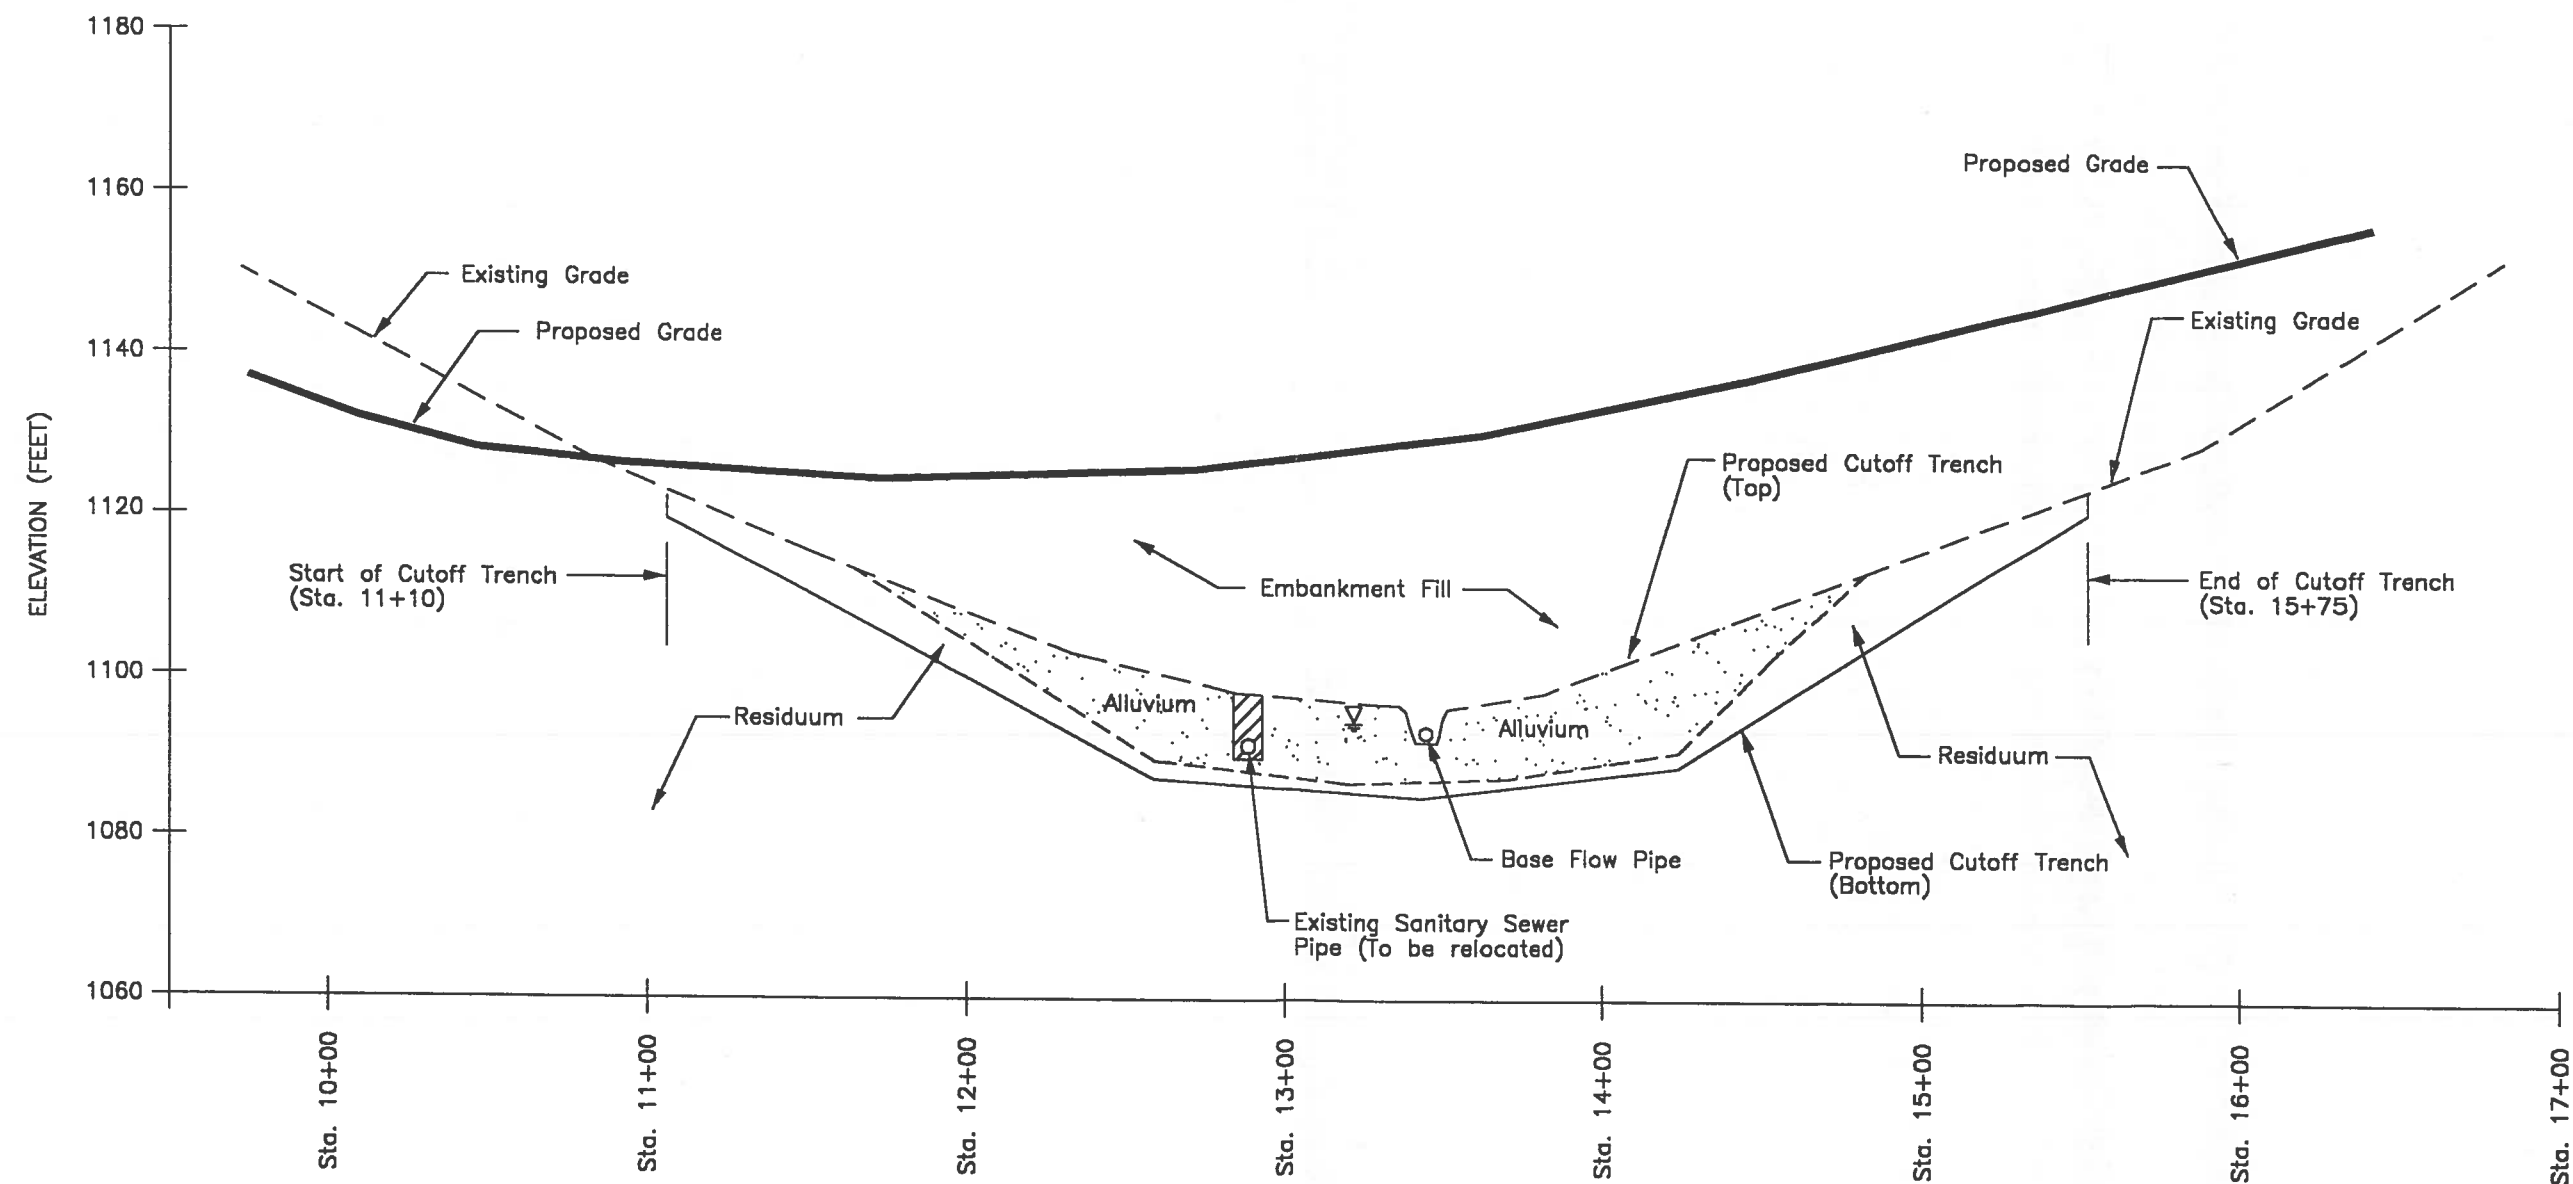 1180
1160
1140
1120
1100
1080
1060
ELEVATION (FEET)
Proposed Grade
Existing Grade
Proposed Grade
Existing Grade
Proposed Cutoff Trench
(Top)
Start of Cutoff Trench
(Sta. 11+10)
Embankment Fill
End of Cutoff Trench
(Sta. 15+75)
Alluvium
Residuum
Alluvium
Residuum
Base Flow Pipe
Proposed Cutoff Trench
(Bottom)
Existing Sanitary Sewer
Pipe (To be relocated)
Sta. 10+00
Sta. 11+00
Sta. 12+00
Sta. 13+00
Sta. 14+00
Sta. 15+00
Sta. 16+00
Sta. 17+00